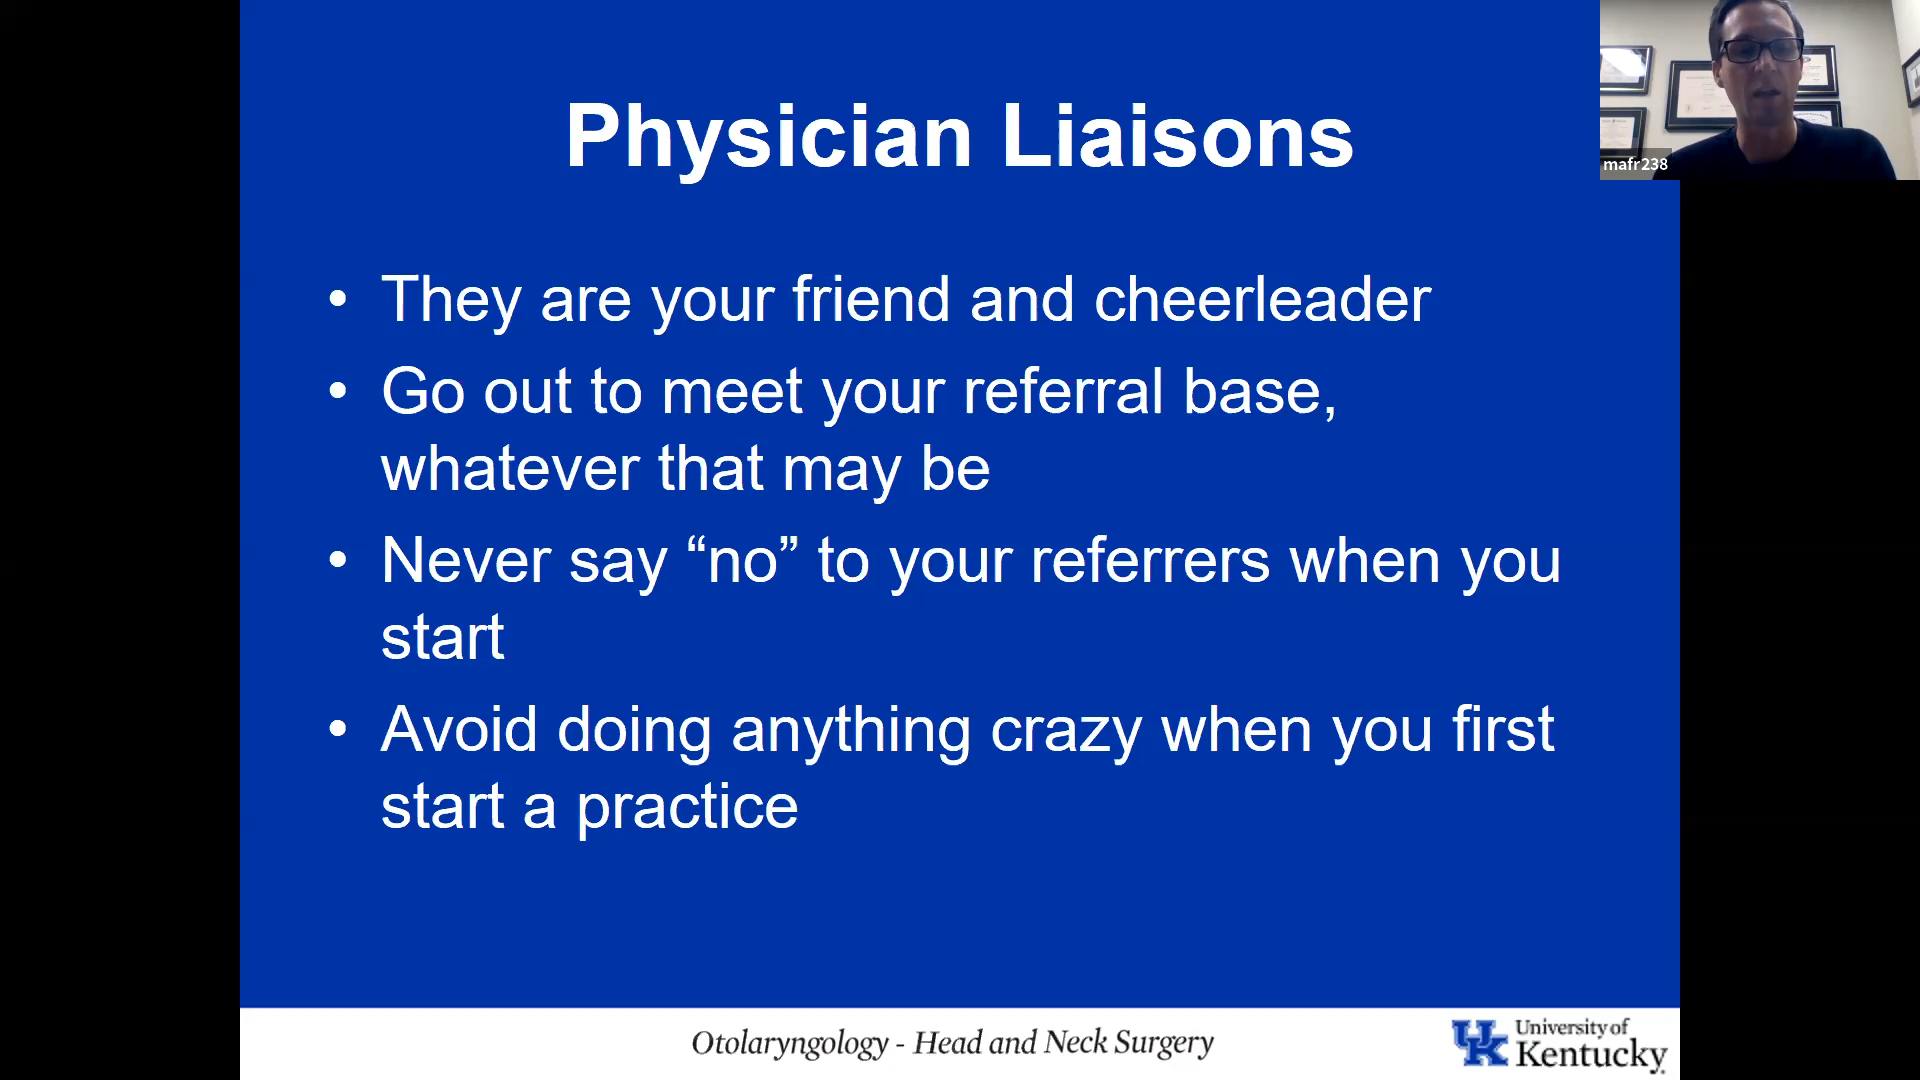 Physician Liaisons
mafr238
• They are your friend and cheerleader
• Go out to meet your referral base,
whatever that may be
• Never say “no” to your referrers when you
start
• Avoid doing anything crazy when you first
start a practice
Otolaryngology - Head and Neck Surgery
UK
University of
Kentucky